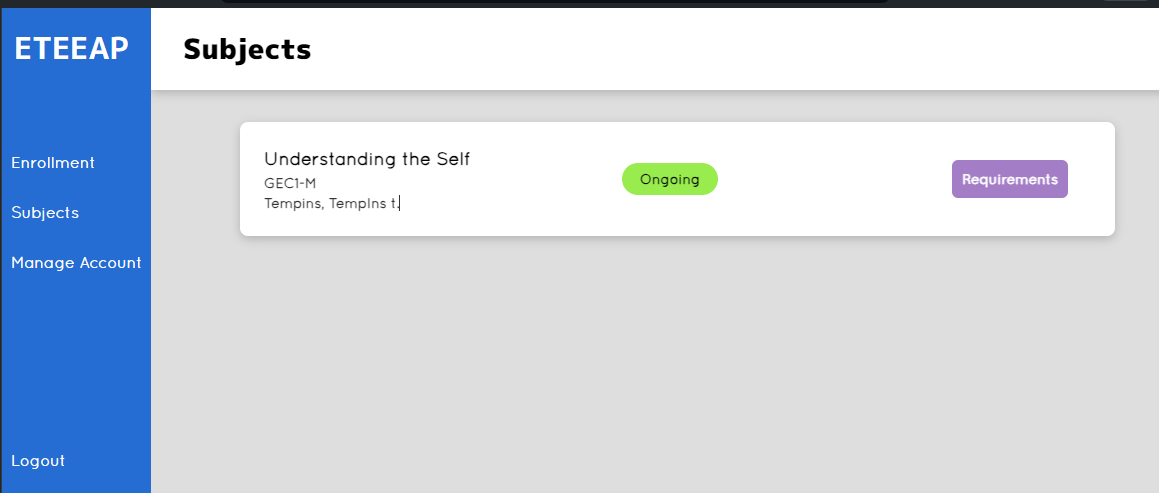 ETEEAP
Subjects
Enrollment
Subjects
Manage Account
Logout
Understanding the Self
GEC1-M
Tempins, TempIns t.
Ongoing
Requirements